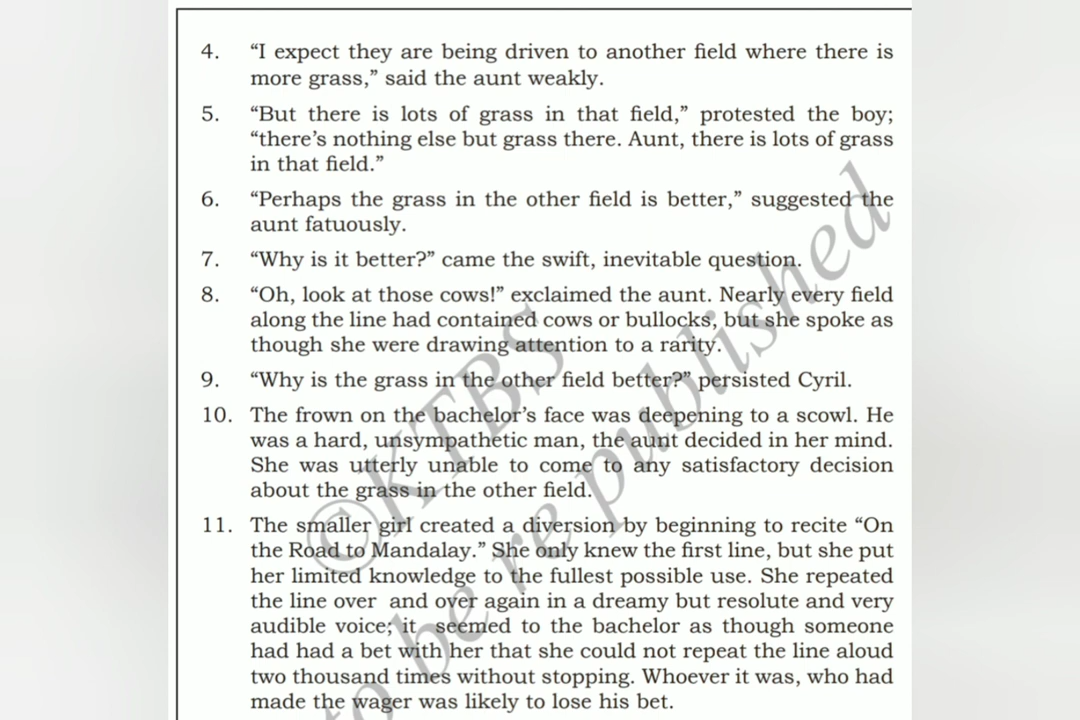 4. “I expect they are being driven to another field where there is
more grass,” said the aunt weakly.
5. “But there is lots of grass in that field,” protested the boy;
“there’s nothing else but grass there. Aunt, there is lots of grass
in that field.”
6. “Perhaps the grass in the other field is better,” suggested the
aunt fatuously.
7. “Why is it better?” came the swift, inevitable question.
8. “Oh, look at those cows!” exclaimed the aunt. Nearly every field
along the line had contained cows or bullocks, but she spoke as
though she were drawing attention to a rarity.
9. “Why is the grass in the other field better?” persisted Cyril.
10. The frown on the bachelor’s face was deepening to a scowl. He
was a hard, unsympathetic man, the aunt decided in her mind.
She was utterly unable to come to any satisfactory decision
about the grass in the other field.
11. The smaller girl created a diversion by beginning to recite “On
the Road to Mandalay.” She only knew the first line, but she put
her limited knowledge to the fullest possible use. She repeated
the line over and over again in a dreamy but resolute and very
audible voice; it seemed to the bachelor as though someone
had had a bet with her that she could not repeat the line aloud
two thousand times without stopping. Whoever it was, who had
made the wager was likely to lose his bet.
©KTBS
to be re published